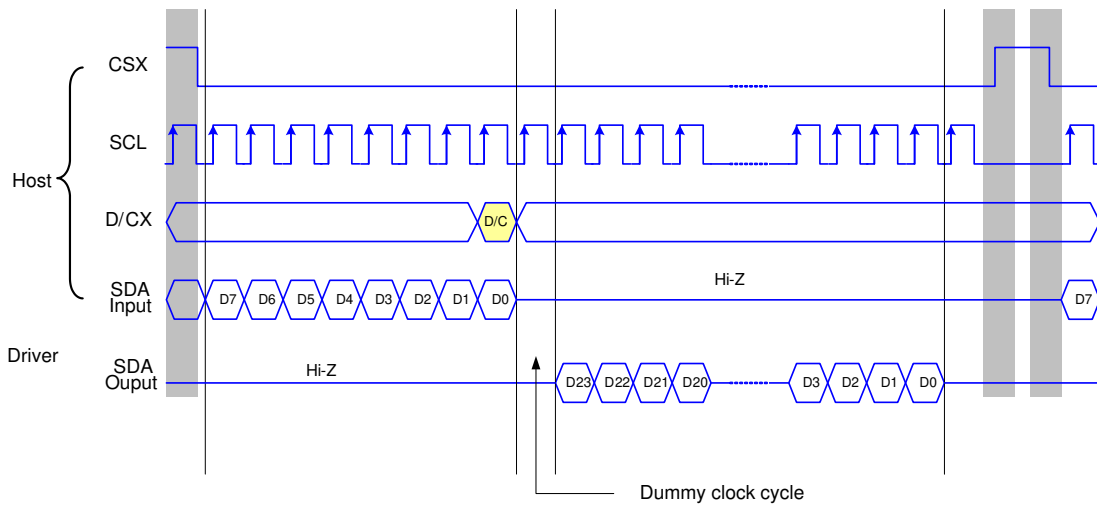 CSX
SCL
Host
D/CX
D/C
SDA
Input
D7 D6 D5 D4 D3 D2 D1 D0
Hi-Z
D7
Driver
SDA
Ouput
Hi-Z
D23 D22 D21 D20
D3 D2 D1 D0
Dummy clock cycle